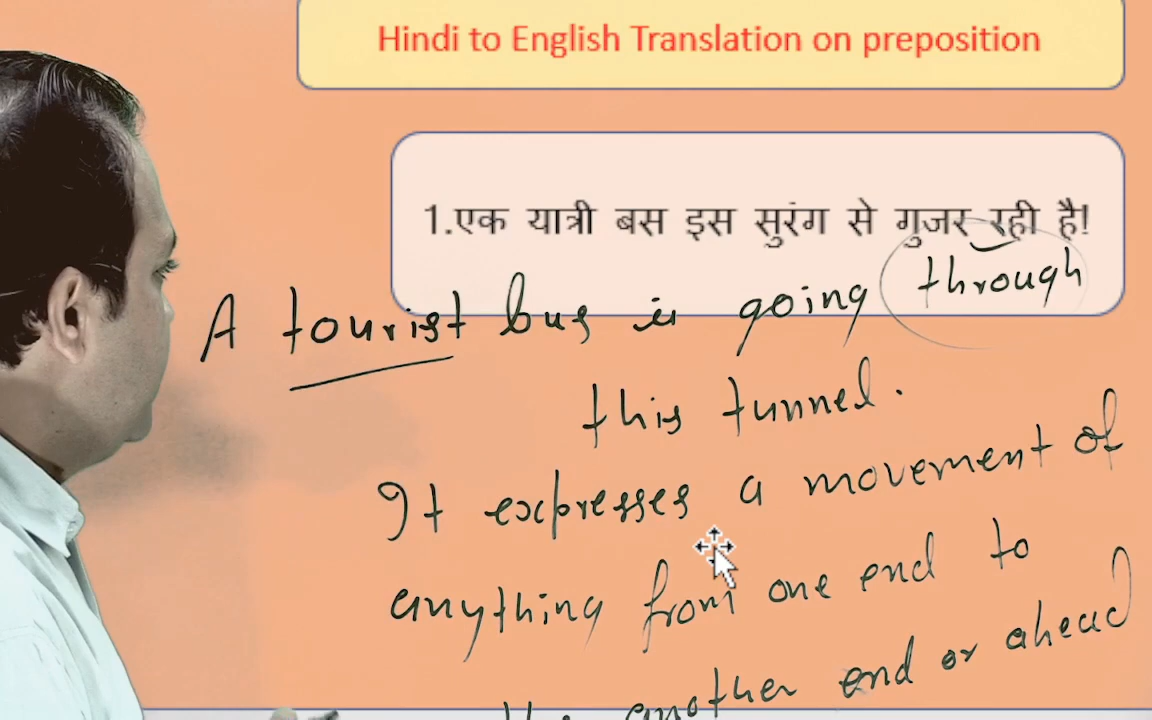 Hindi to English Translation on preposition
1.एक यात्री बस इस सुरंग से गुजर रही है!
A tourist bus is going through
this tunnel.
It expresses a movement of
anything from one end to
another end or ahead